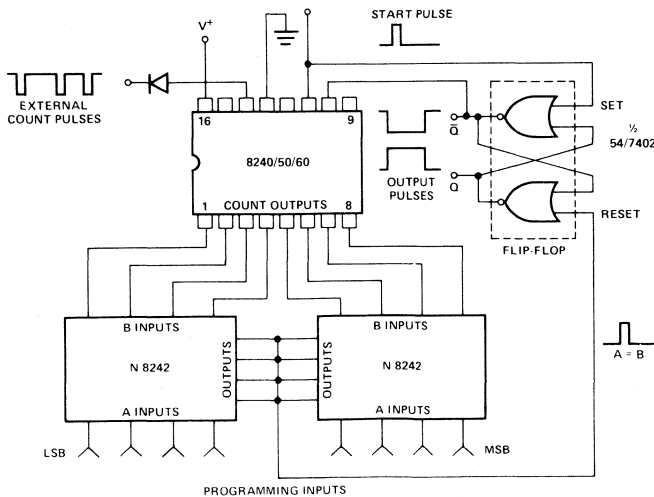 START PULSE
V+
EXTERNAL
COUNT PULSES
16
9
8240/50/60
1
COUNT OUTPUTS
8
Q̅
OUTPUT
PULSES
Q
SET
½
54/7402
RESET
FLIP-FLOP
B INPUTS
N 8242
OUTPUTS
A INPUTS
B INPUTS
OUTPUTS
N 8242
A INPUTS
A = B
LSB
MSB
PROGRAMMING INPUTS